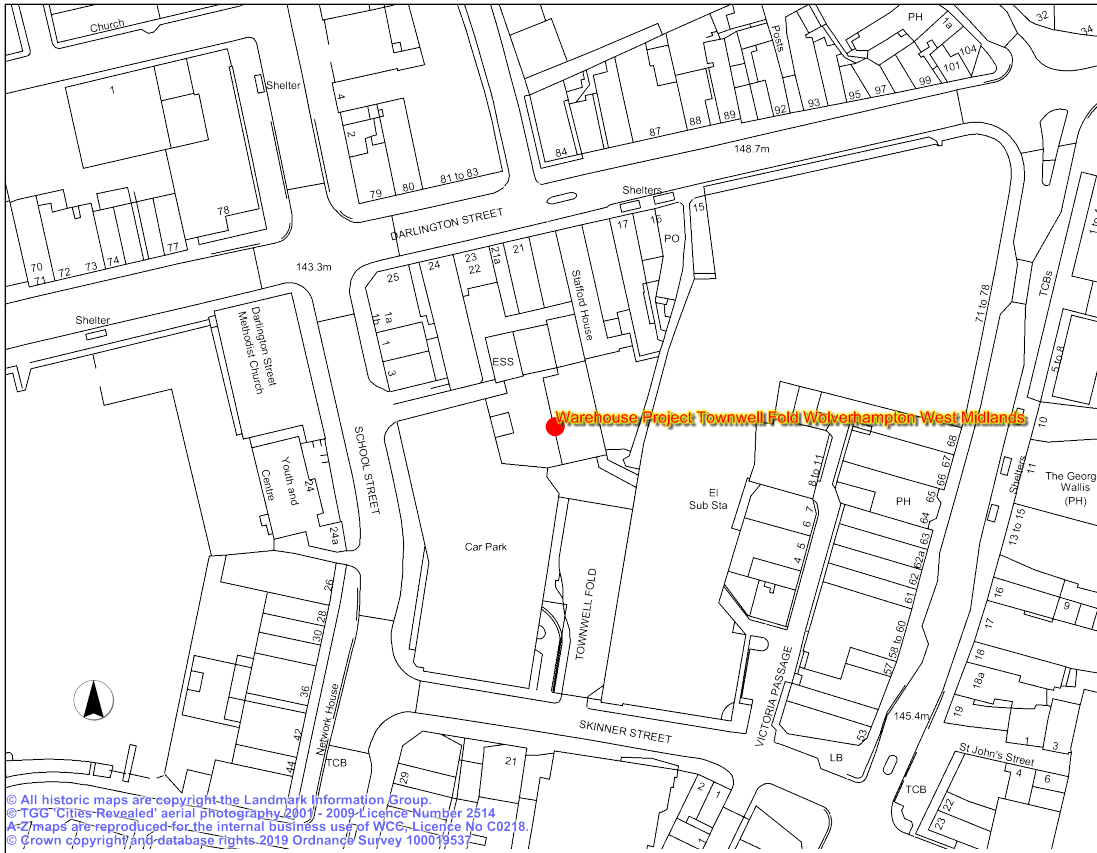 Church
PH
1a
32
34
Posts
104
101
99
97
95
93
92
89
88
87
84
148.7m
1
Shelter
4
2
79
80
81 to 83
Shelters
DARLINGTON STREET
78
77
74
73
72
71
70
143.3m
15
16
17
PO
21
21a
22
23
24
25
Stafford House
TCBs
71 to 78
5 to 8
Shelter
Darlington Street
Methodist Church
1a
1b
1
3
ESS
Warehouse Project Townwell Fold Wolverhampton West Midlands
10
11
Shelters
The Georg
Wallis
(PH)
13 to 15
SCHOOL STREET
Youth and
Centre
24
24a
El
Sub Sta
8 to 11
7
6
5
4
PH
68
67
66
65
64
63
62a
62
61
58 to 60
57
53
Car Park
TOWNWELL FOLD
26
28
30
36
42
44
Network House
TCB
16
9
17
18
18a
19
145.4m
1
3
St John's Street
4
6
SKINNER STREET
VICTORIA PASSAGE
LB
TCB
22
23
29
21
2
1
1
© All historic maps are copyright the Landmark Information Group.
© TGG 'Cities Revealed' aerial photography 2001 - 2009 Licence Number 2514
A-Z maps are reproduced for the internal business use of WCC, Licence No C0218.
© Crown copyright and database rights 2019 Ordnance Survey 100019537